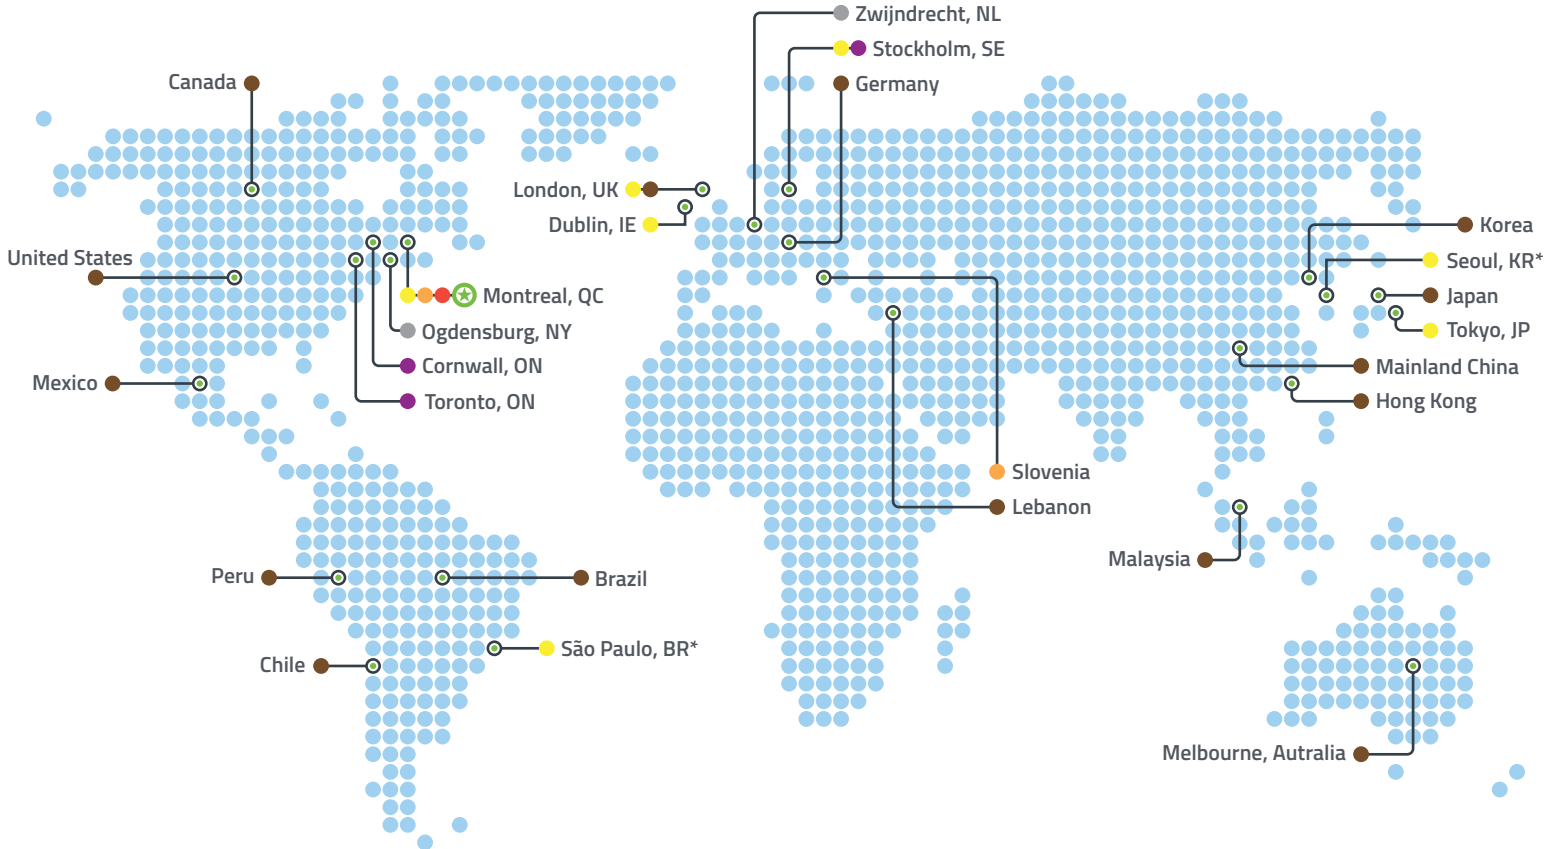 Zwijndrecht, NL
Stockholm, SE
Canada
Germany
London, UK
Dublin, IE
Korea
United States
Seoul, KR*
Montreal, QC
Japan
Ogdensburg, NY
Tokyo, JP
Cornwall, ON
Mainland China
Mexico
Toronto, ON
Hong Kong
Slovenia
Lebanon
Malaysia
Peru
Brazil
São Paulo, BR*
Chile
Melbourne, Autralia